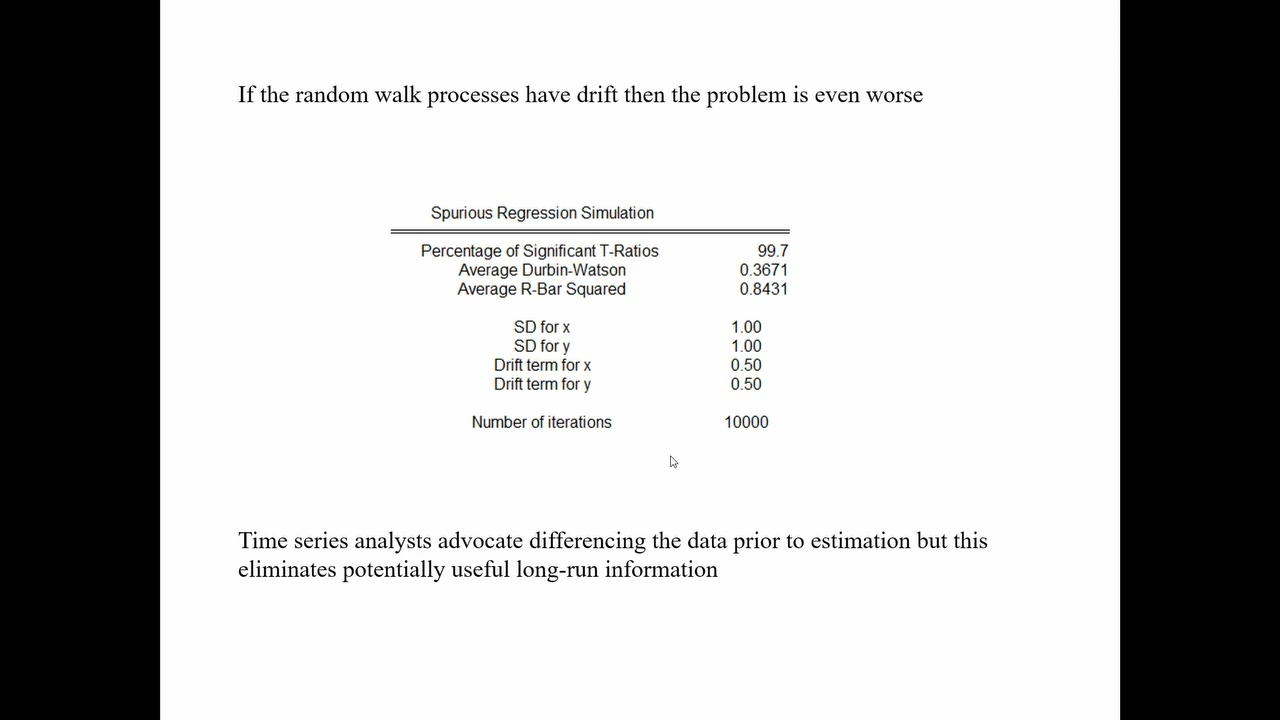 If the random walk processes have drift then the problem is even worse
Spurious Regression Simulation
Percentage of Significant T-Ratios 99.7
Average Durbin-Watson 0.3671
Average R-Bar Squared 0.8431
SD for x 1.00
SD for y 1.00
Drift term for x 0.50
Drift term for y 0.50
Number of iterations 10000
Time series analysts advocate differencing the data prior to estimation but this
eliminates potentially useful long-run information